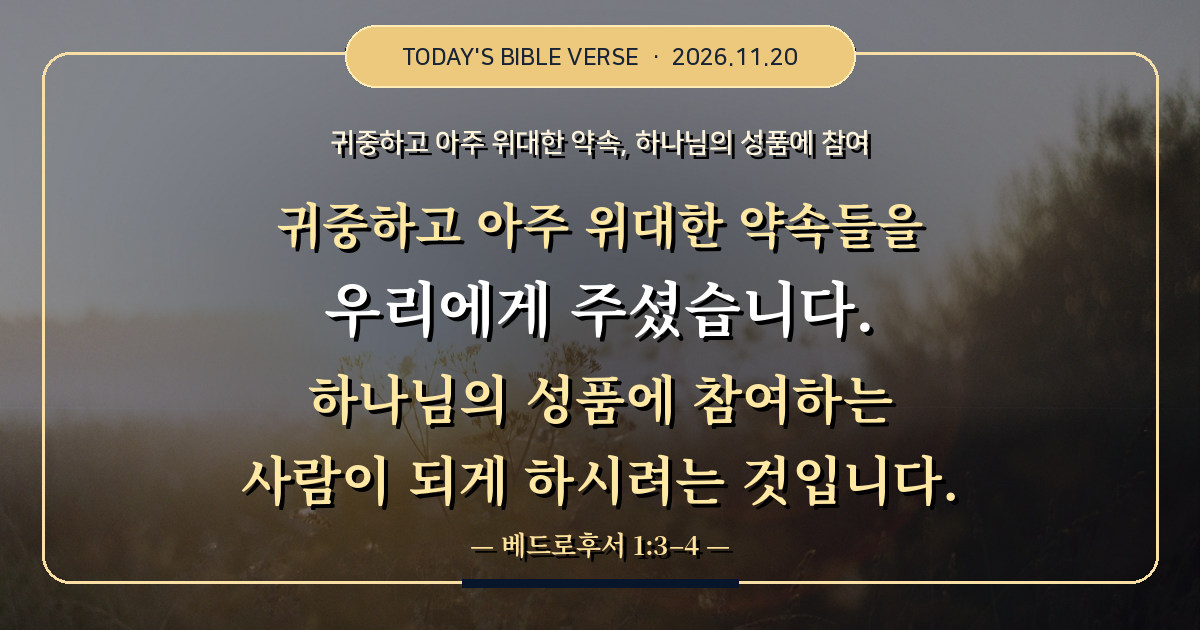 TODAY'S BIBLE VERSE · 2026.11.20
귀중하고 아주 위대한 약속, 하나님의 성품에 참여
귀중하고 아주 위대한 약속들을
우리에게 주셨습니다.
하나님의 성품에 참여하는
사람이 되게 하시려는 것입니다.
— 베드로후서 1:3–4 —